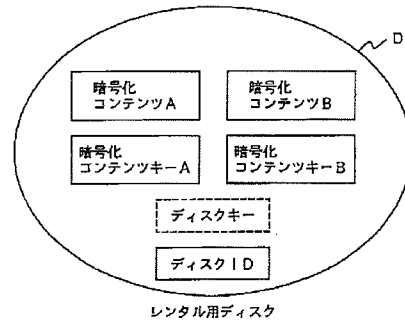 D
暗号化
コンテンツA
暗号化
コンテンツB
暗号化
コンテンツキーA
暗号化
コンテンツキーB
ディスクキー
ディスクID
レンタル用ディスク